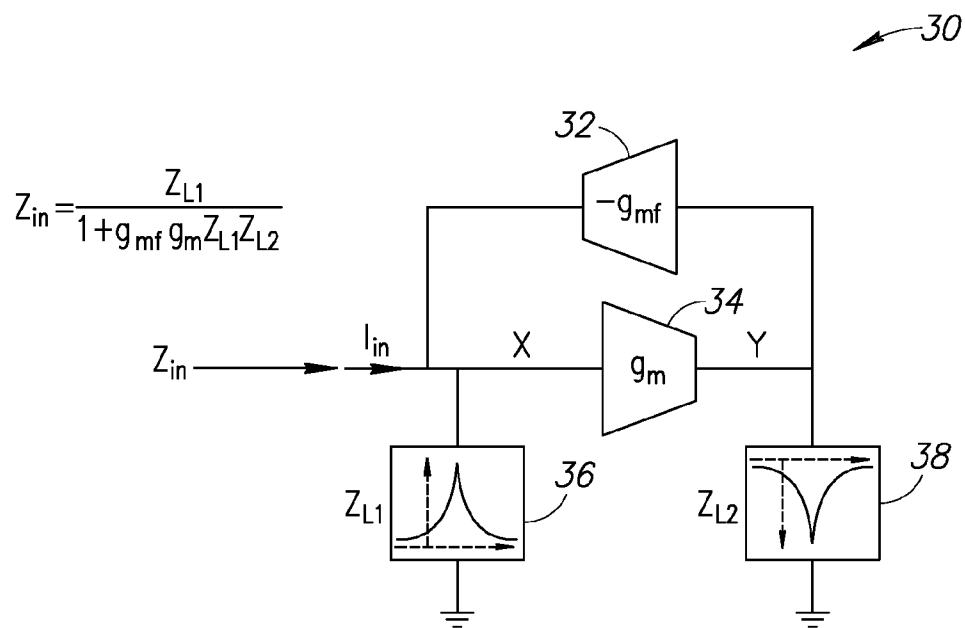 30
32
Z_in = Z_L1 / (1+g_mf g_m Z_L1 Z_L2)
-g_mf
34
Z_in
I_in
X
g_m
Y
36
38
Z_L1
Z_L2